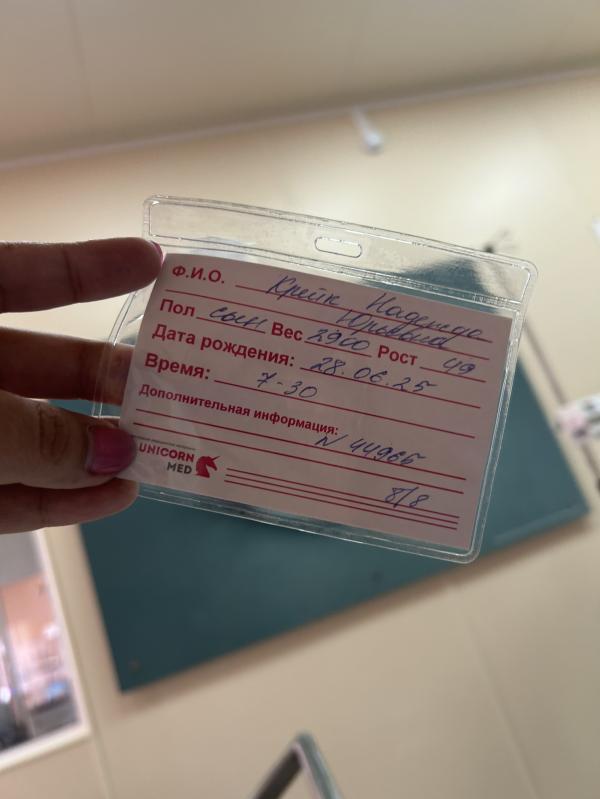 Ф.И.О. Крейк Надежда
Юрьевна
Пол сын Вес 2900 Рост 49
Дата рождения: 28.06.25
Время: 7-30
Дополнительная информация:
N 44966
8/8
UNICORN
MED